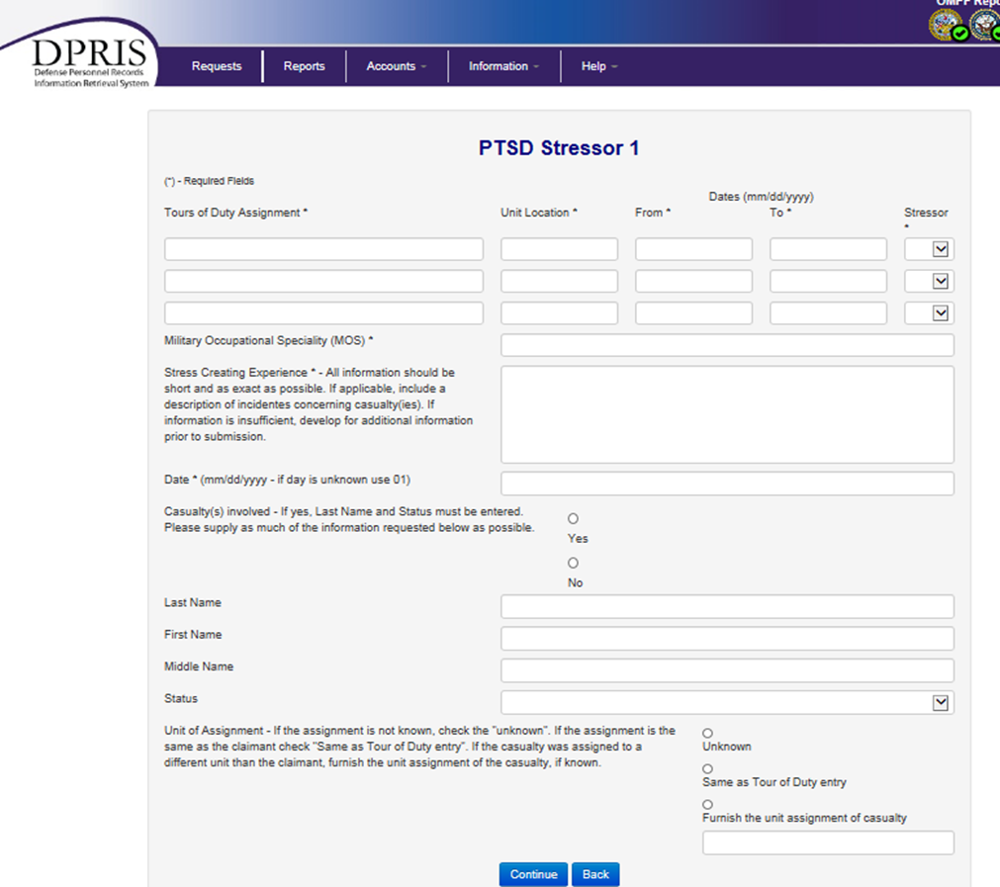 OMPF Repo
DPRIS
Defense Personnel Records
Information Retrieval System
Requests
Reports
Accounts
Information
Help
PTSD Stressor 1
(*) - Required Fields
Dates (mm/dd/yyyy)
Tours of Duty Assignment *
Unit Location *
From *
To *
Stressor
*
Military Occupational Speciality (MOS) *
Stress Creating Experience * - All information should be
short and as exact as possible. If applicable, include a
description of incidentes concerning casualty(ies). If
information is insufficient, develop for additional information
prior to submission.
Date * (mm/dd/yyyy - if day is unknown use 01)
Casualty(s) involved - If yes, Last Name and Status must be entered.
Please supply as much of the information requested below as possible.
Yes
No
Last Name
First Name
Middle Name
Status
Unit of Assignment - If the assignment is not known, check the "unknown". If the assignment is the
same as the claimant check "Same as Tour of Duty entry". If the casualty was assigned to a
different unit than the claimant, furnish the unit assignment of the casualty, if known.
Unknown
Same as Tour of Duty entry
Furnish the unit assignment of casualty
Continue
Back